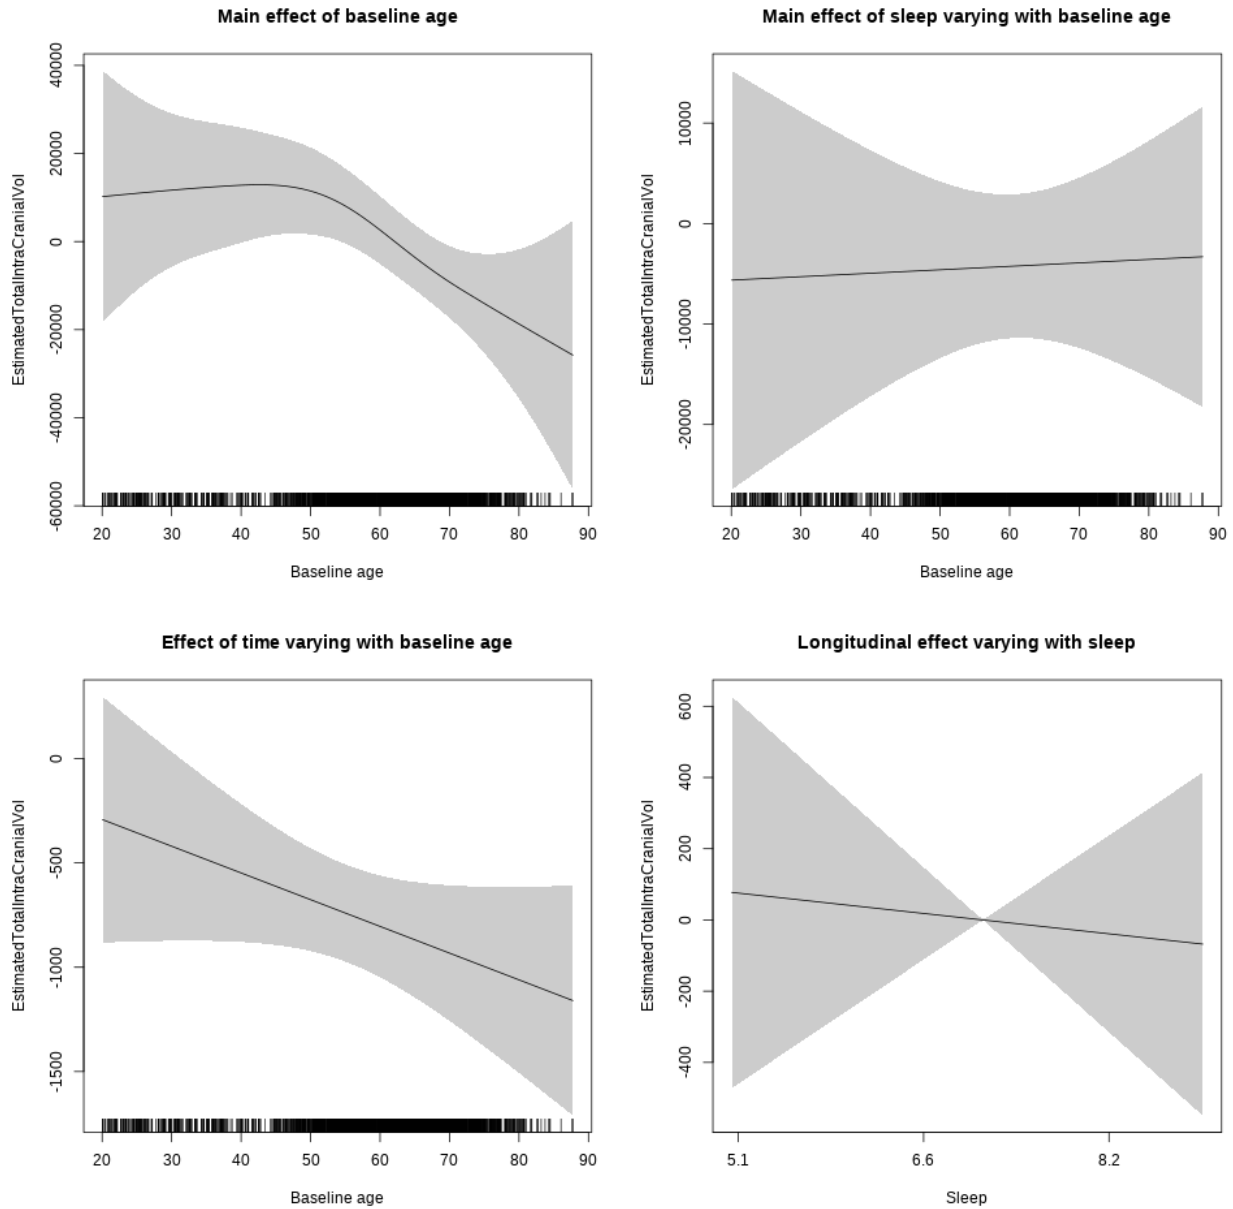 Main effect of baseline age
EstimatedTotalIntraCranialVol
40000
20000
0
-20000
-40000
-60000
20 30 40 50 60 70 80 90
Baseline age
Main effect of sleep varying with baseline age
EstimatedTotalIntraCranialVol
10000
0
-10000
-20000
20 30 40 50 60 70 80 90
Baseline age
Effect of time varying with baseline age
EstimatedTotalIntraCranialVol
0
-500
-1000
-1500
20 30 40 50 60 70 80 90
Baseline age
Longitudinal effect varying with sleep
EstimatedTotalIntraCranialVol
600
400
200
0
-200
-400
5.1 6.6 8.2
Sleep